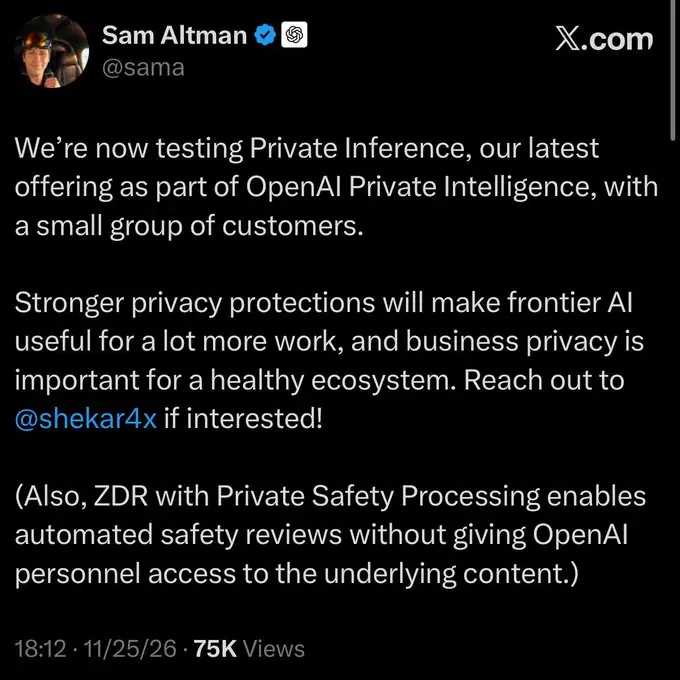 Sam Altman
X.com
@sama
We’re now testing Private Inference, our latest
offering as part of OpenAI Private Intelligence, with
a small group of customers.
Stronger privacy protections will make frontier AI
useful for a lot more work, and business privacy is
important for a healthy ecosystem. Reach out to
@shekar4x if interested!
(Also, ZDR with Private Safety Processing enables
automated safety reviews without giving OpenAI
personnel access to the underlying content.)
18:12 · 11/25/26 · 75K Views